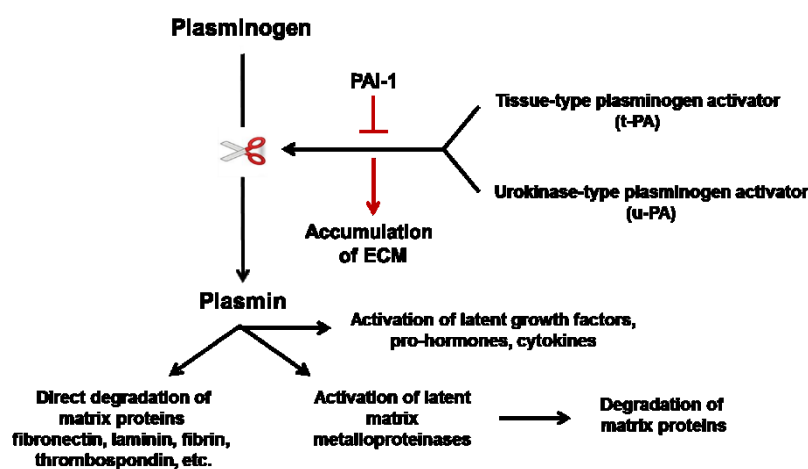 Plasminogen
PAI-1
Tissue-type plasminogen activator
(t-PA)
Urokinase-type plasminogen activator
(u-PA)
Accumulation
of ECM
Plasmin
Activation of latent growth factors,
pro-hormones, cytokines
Direct degradation of
matrix proteins
fibronectin, laminin, fibrin,
thrombospondin, etc.
Activation of latent
matrix
metalloproteinases
Degradation of
matrix proteins